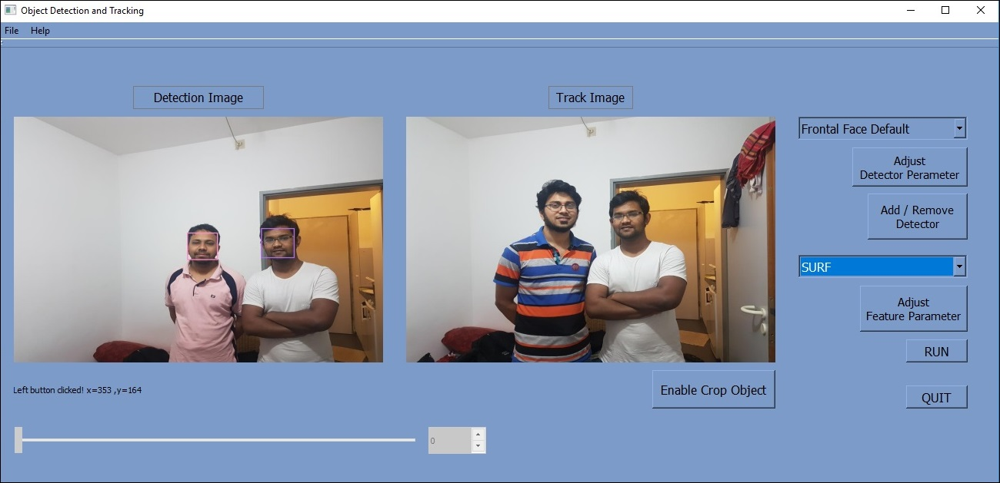 Object Detection and Tracking
File Help
Detection Image
Track Image
Frontal Face Default
Adjust
Detector Perameter
Add / Remove
Detector
SURF
Adjust
Feature Parameter
RUN
Left button clicked! x=353 ,y=164
Enable Crop Object
QUIT
0